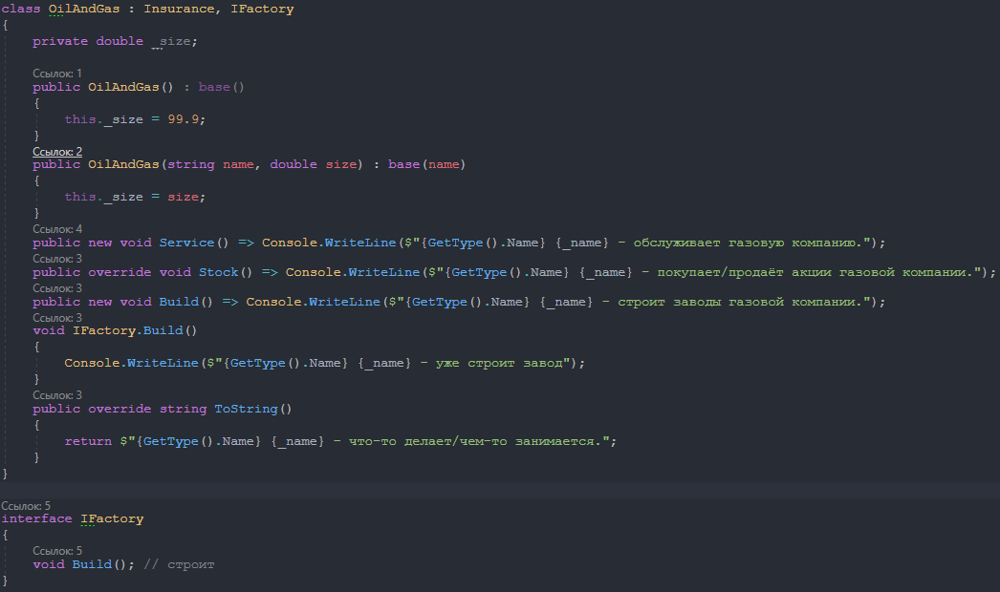 class OilAndGas : Insurance, IFactory
{
    private double _size;

    Ссылок: 1
    public OilAndGas() : base()
    {
        this._size = 99.9;
    }
    Ссылок: 2
    public OilAndGas(string name, double size) : base(name)
    {
        this._size = size;
    }
    Ссылок: 4
    public new void Service() => Console.WriteLine($"{GetType().Name} {_name} - обслуживает газовую компанию.");
    Ссылок: 3
    public override void Stock() => Console.WriteLine($"{GetType().Name} {_name} - покупает/продаёт акции газовой компании.");
    Ссылок: 3
    public new void Build() => Console.WriteLine($"{GetType().Name} {_name} - строит заводы газовой компании.");
    Ссылок: 3
    void IFactory.Build()
    {
        Console.WriteLine($"{GetType().Name} {_name} - уже строит завод");
    }
    Ссылок: 3
    public override string ToString()
    {
        return $"{GetType().Name} {_name} - что-то делает/чем-то занимается.";
    }
}

Ссылок: 5
interface IFactory
{
    Ссылок: 5
    void Build(); // строит
}